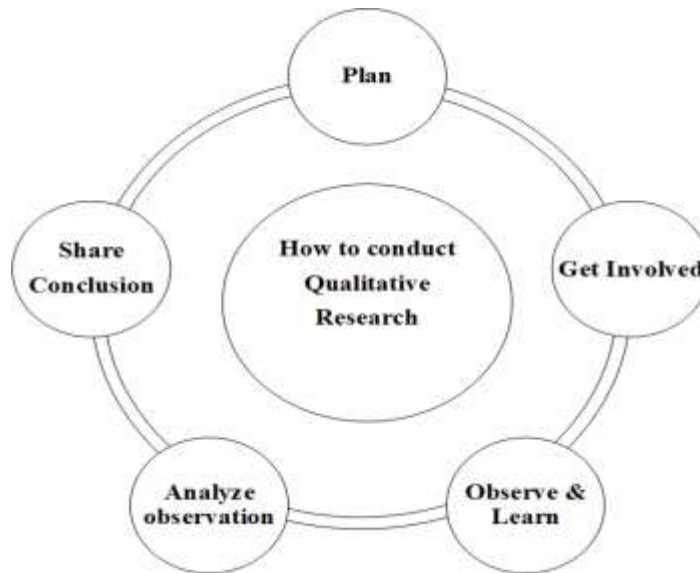 Plan
How to conduct
Qualitative
Research
Get Involved
Observe &
Learn
Analyze
observation
Share
Conclusion